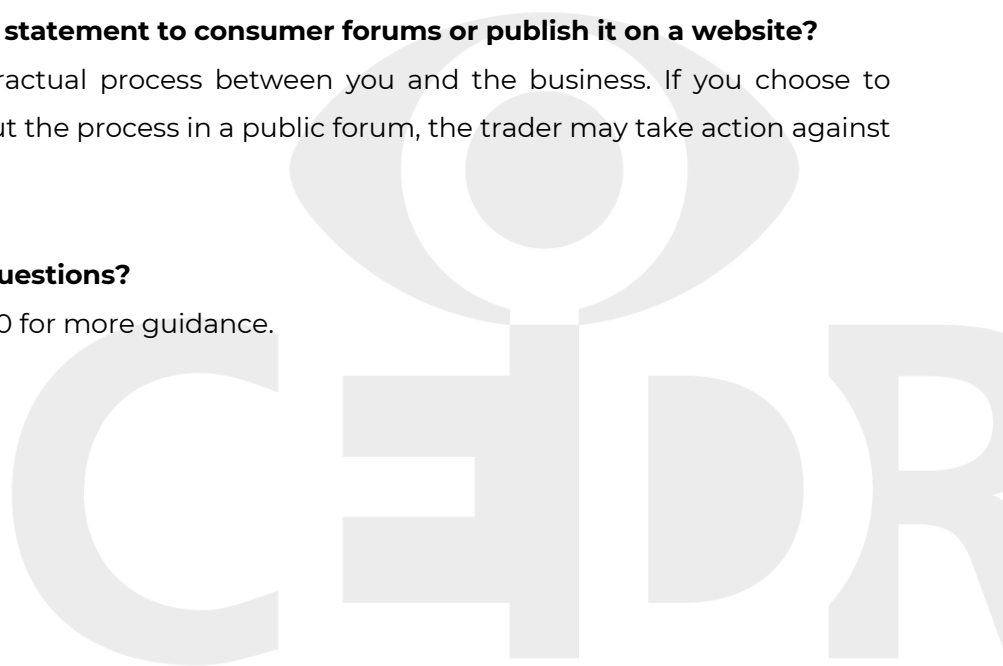 statement to consumer forums or publish it on a website?
ractual process between you and the business. If you choose to
ut the process in a public forum, the trader may take action against
uestions?
0 for more guidance.
CEDR